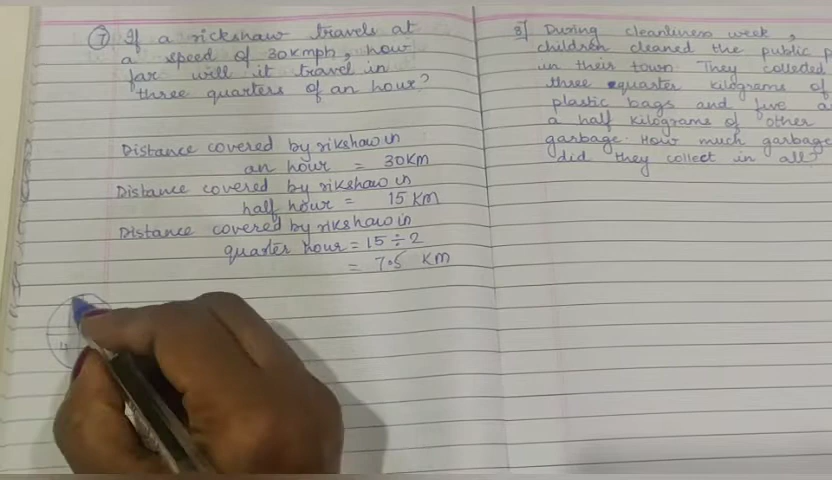 7 If a rickshaw travels at
a speed of 30kmph, how
far will it travel in
three quarters of an hour?
Distance covered by rikshaw in
an hour = 30Km
Distance covered by rikshaw in
half hour = 15 KM
Distance covered by rikshaw in
quarter hour = 15 ÷ 2
= 7.5 KM
8] During cleanliness week,
children cleaned the public
in their town. They collected
three quarter kilograms of
plastic bags and five
a half kilograms of other
garbage. How much garbage
did they collect in all?